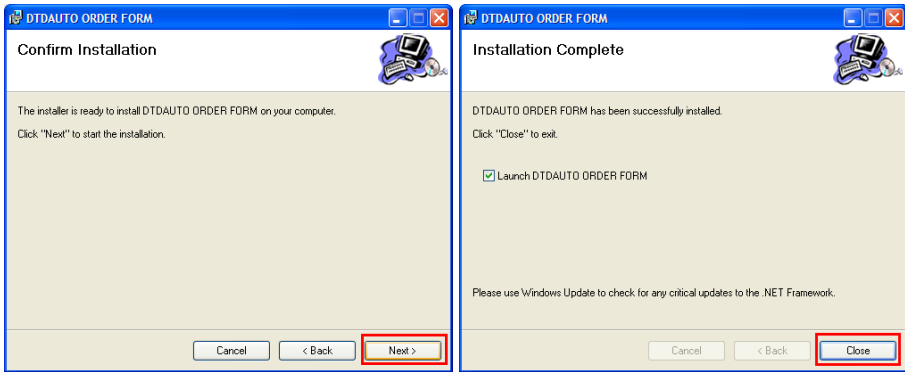 DTDAUTO ORDER FORM
Confirm Installation
The installer is ready to install DTDAUTO ORDER FORM on your computer.
Click "Next" to start the installation.
Cancel
< Back
Next >
DTDAUTO ORDER FORM
Installation Complete
DTDAUTO ORDER FORM has been successfully installed.
Click "Close" to exit.
Launch DTDAUTO ORDER FORM
Please use Windows Update to check for any critical updates to the .NET Framework.
Cancel
< Back
Close